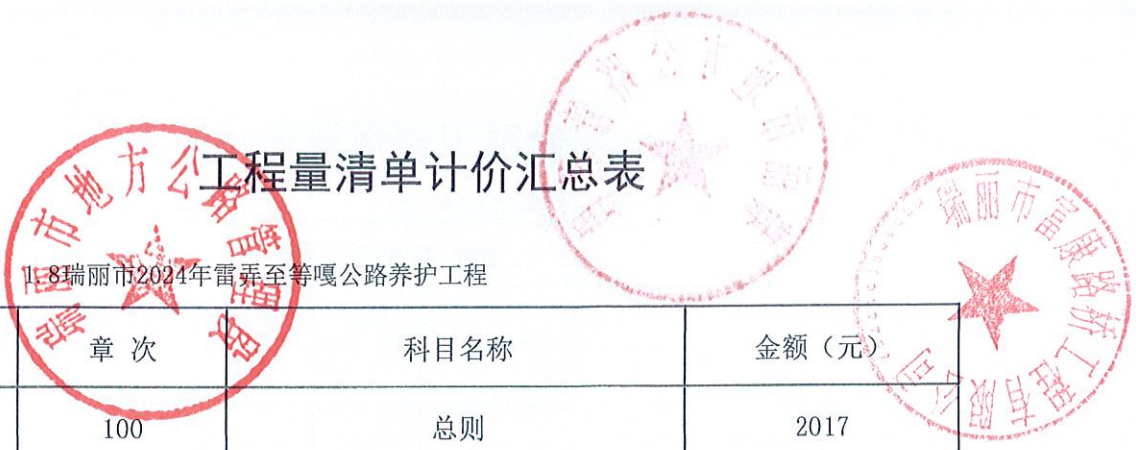 工程量清单计价汇总表
1.8瑞丽市2024年雷弄至等嘎公路养护工程
章 次 科目名称 金额（元）
100 总则 2017
瑞丽市地方公路管理段
瑞丽市富康路桥工程有限公司